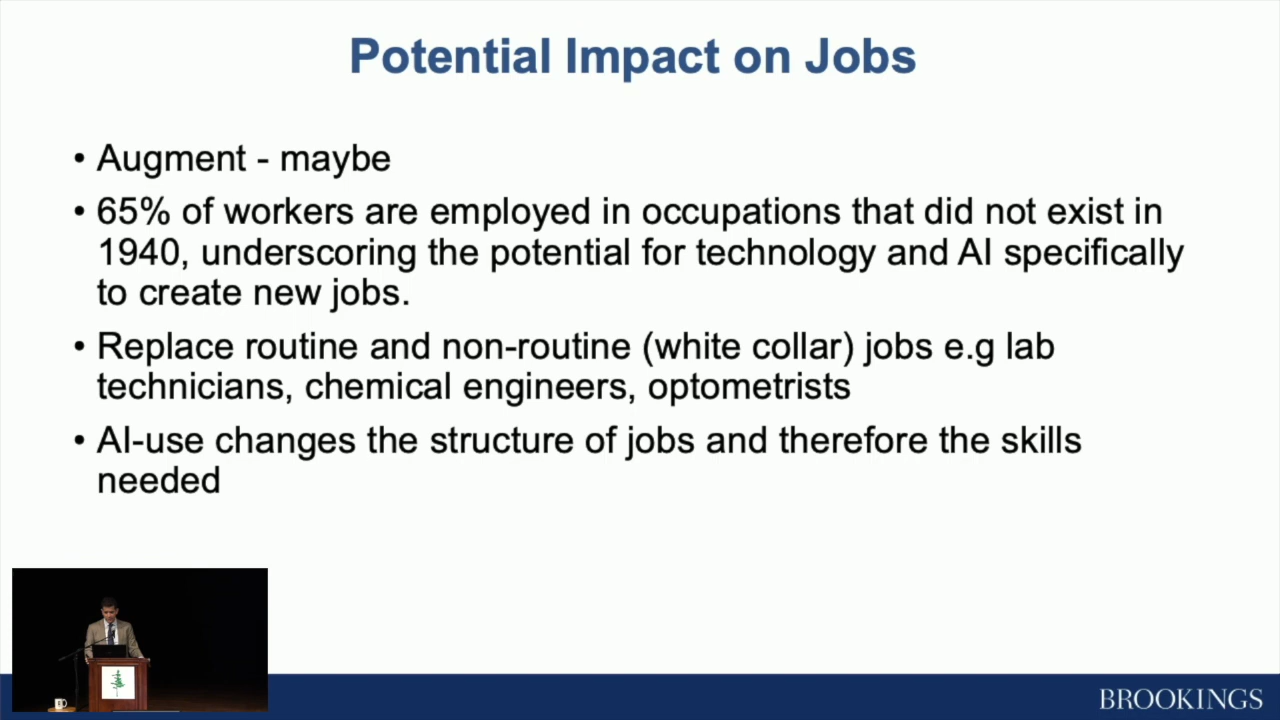 Potential Impact on Jobs
• Augment - maybe
• 65% of workers are employed in occupations that did not exist in
1940, underscoring the potential for technology and AI specifically
to create new jobs.
• Replace routine and non-routine (white collar) jobs e.g lab
technicians, chemical engineers, optometrists
• AI-use changes the structure of jobs and therefore the skills
needed
BROOKINGS